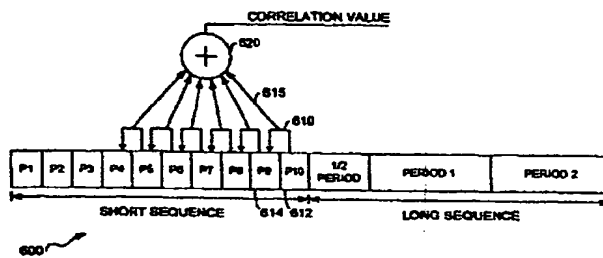 CORRELATION VALUE
620
+
615
610
P1 P2 P3 P4 P5 P6 P7 P8 P9 P10 1/2 PERIOD PERIOD 1 PERIOD 2
SHORT SEQUENCE 614 612 LONG SEQUENCE
600